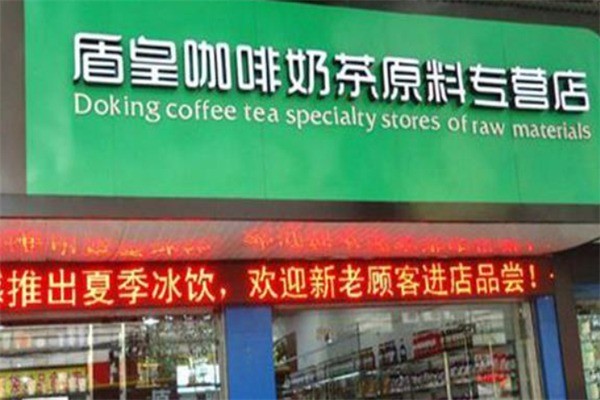 盾皇咖啡奶茶原料专营店
Doking coffee tea specialty stores of raw materials
推出夏季冰饮，欢迎新老顾客进店品尝！